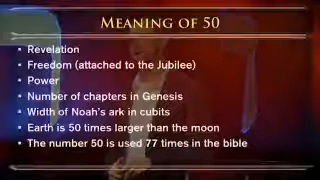 MEANING OF 50
• Revelation
• Freedom (attached to the Jubilee)
• Power
• Number of chapters in Genesis
• Width of Noah's ark in cubits
• Earth is 50 times larger than the moon
• The number 50 is used 77 times in the bible